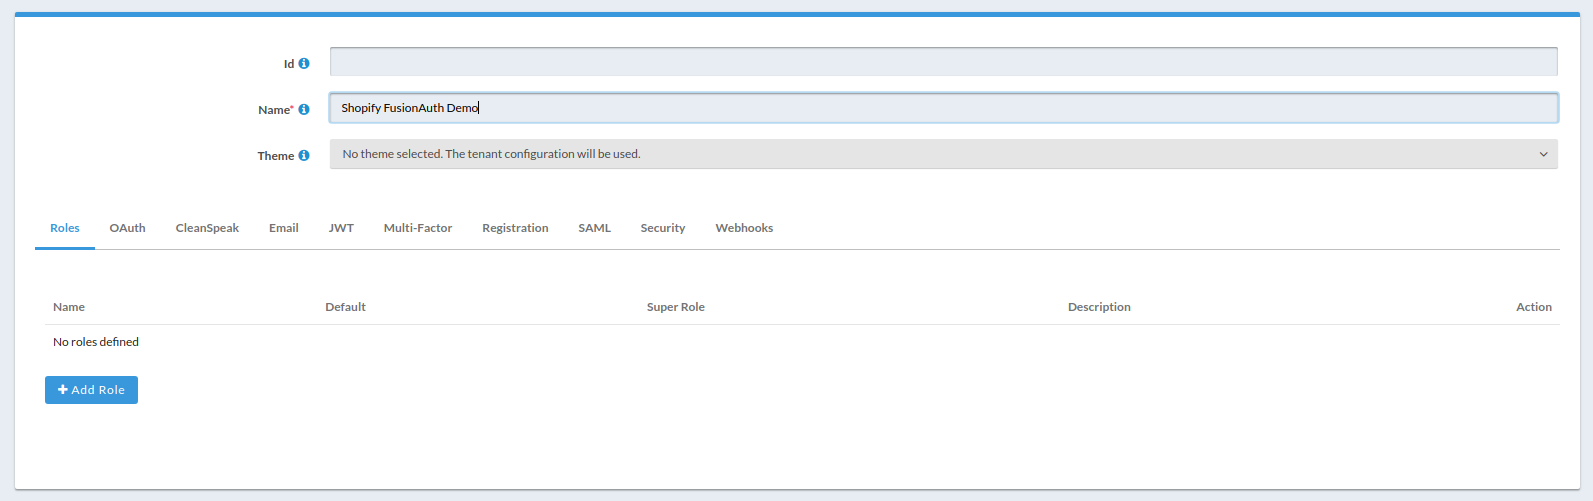 Id
Name* Shopify FusionAuth Demo
Theme No theme selected. The tenant configuration will be used.
Roles OAuth CleanSpeak Email JWT Multi-Factor Registration SAML Security Webhooks
Name Default Super Role Description Action
No roles defined
+ Add Role